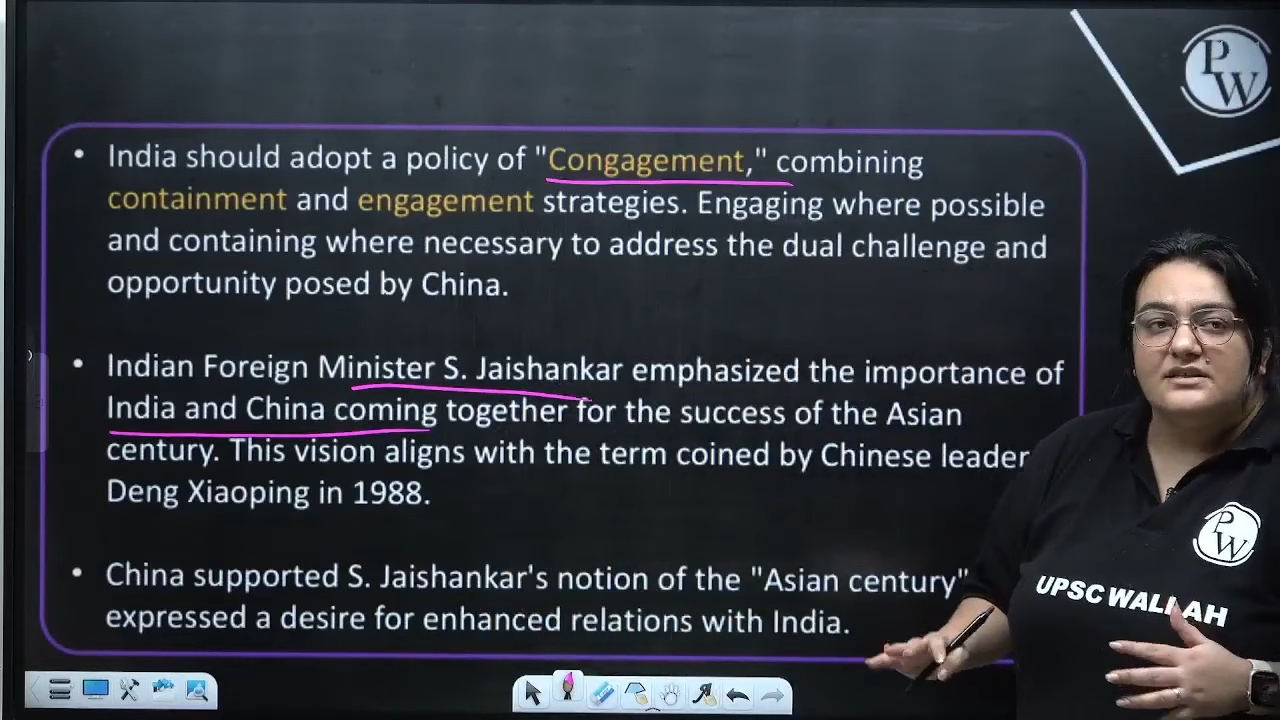 PW
• India should adopt a policy of "Congagement," combining
containment and engagement strategies. Engaging where possible
and containing where necessary to address the dual challenge and
opportunity posed by China.
• Indian Foreign Minister S. Jaishankar emphasized the importance of
India and China coming together for the success of the Asian
century. This vision aligns with the term coined by Chinese leader
Deng Xiaoping in 1988.
• China supported S. Jaishankar's notion of the "Asian century"
expressed a desire for enhanced relations with India.
PW
UPSC WALLAH